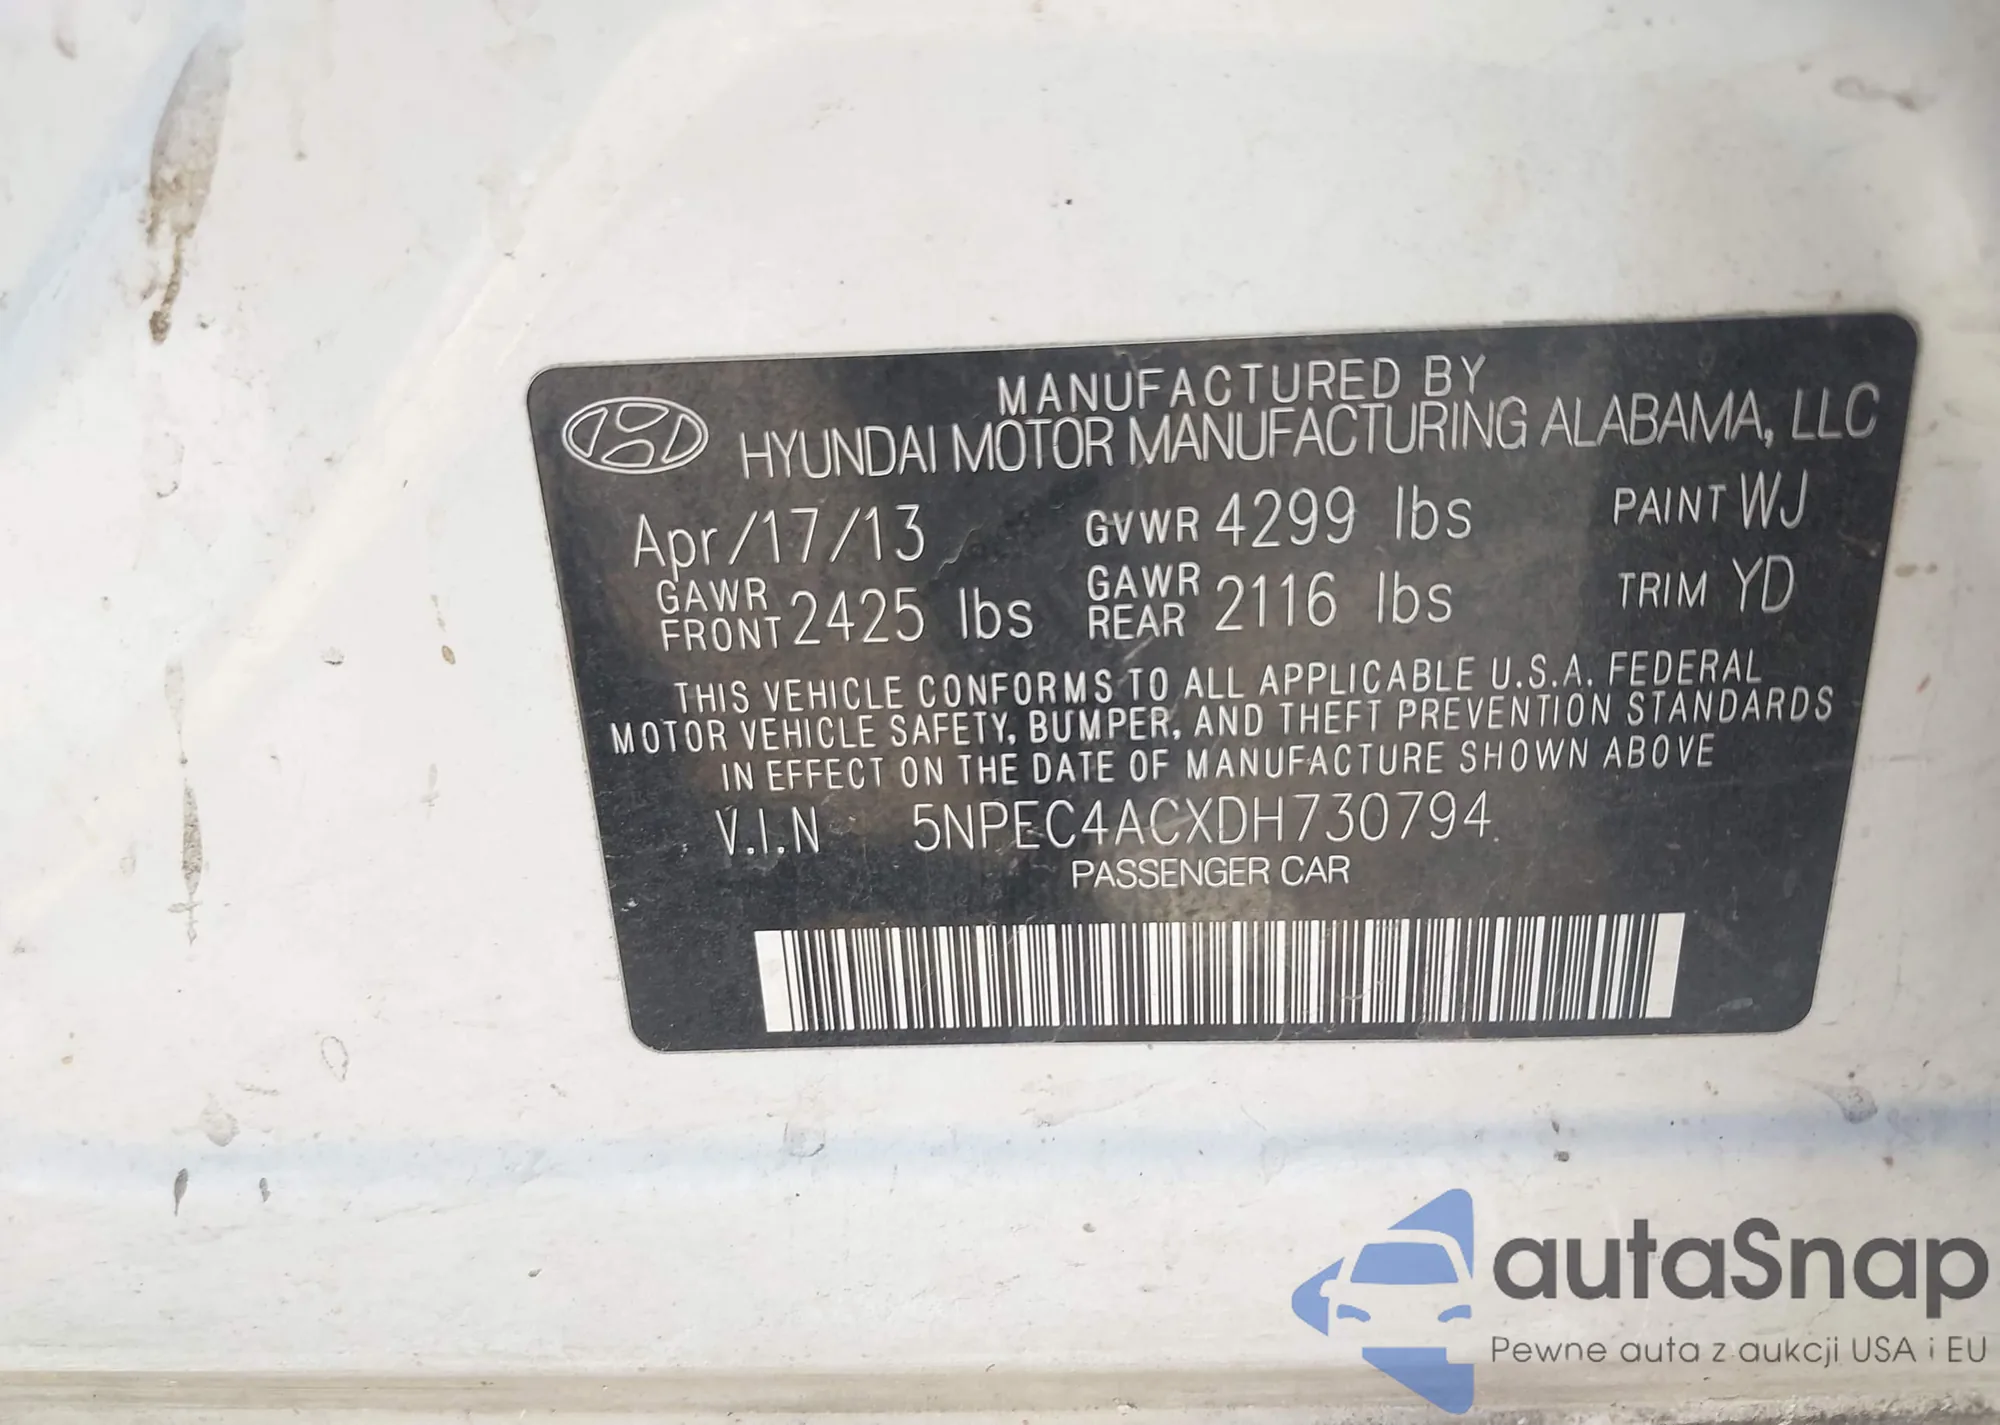 MANUFACTURED BY
HYUNDAI MOTOR MANUFACTURING ALABAMA, LLC
Apr/17/13 GVWR 4299 lbs PAINT WJ
GAWR FRONT 2425 lbs GAWR REAR 2116 lbs TRIM YD
THIS VEHICLE CONFORMS TO ALL APPLICABLE U.S.A. FEDERAL
MOTOR VEHICLE SAFETY, BUMPER, AND THEFT PREVENTION STANDARDS
IN EFFECT ON THE DATE OF MANUFACTURE SHOWN ABOVE
V.I.N 5NPEC4ACXDH730794
PASSENGER CAR
autaSnap
Pewne auta z aukcji USA i EU